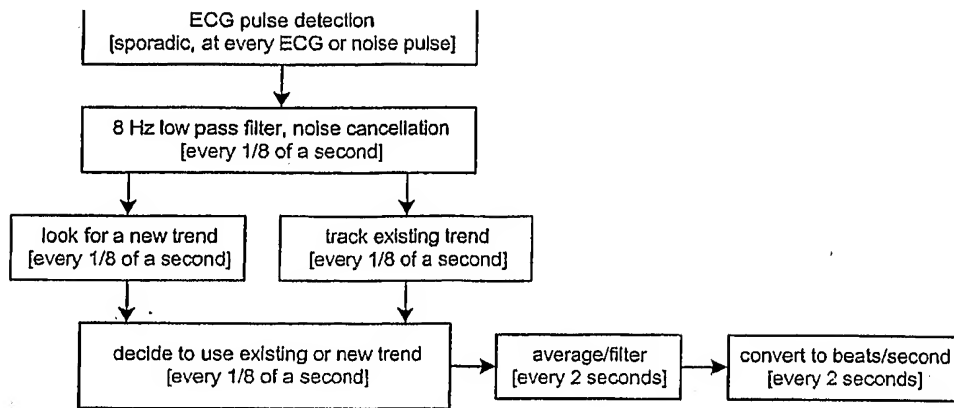 ECG pulse detection
[sporadic, at every ECG or noise pulse]
8 Hz low pass filter, noise cancellation
[every 1/8 of a second]
look for a new trend
[every 1/8 of a second]
track existing trend
[every 1/8 of a second]
decide to use existing or new trend
[every 1/8 of a second]
average/filter
[every 2 seconds]
convert to beats/second
[every 2 seconds]